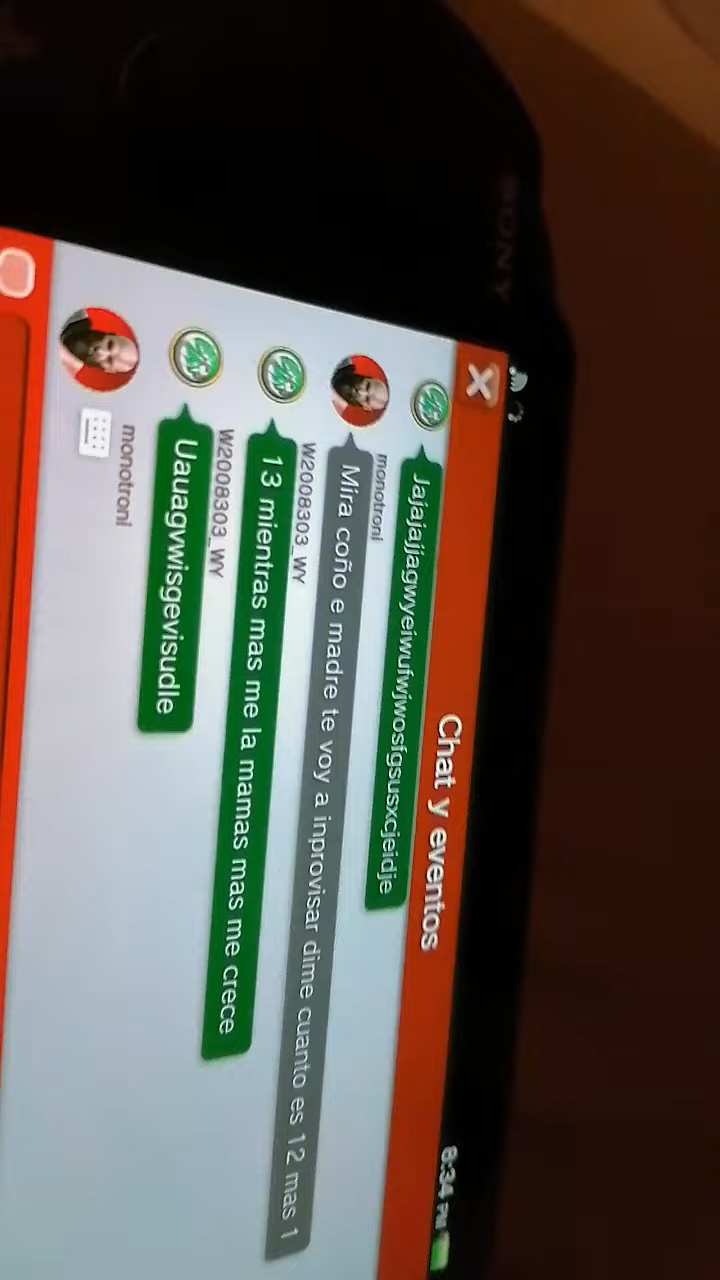 SONY
8:34 PM
Chat y eventos
Jajajajjagwyeiwufwjwosfgsusxcjeidje
monotronl
Mira coño e madre te voy a inprovisar dime cuanto es 12 mas 1
W2008303_WY
13 mientras mas me la mamas mas me crece
W2008303_WY
Uauagvwisgevisudle
monotronl